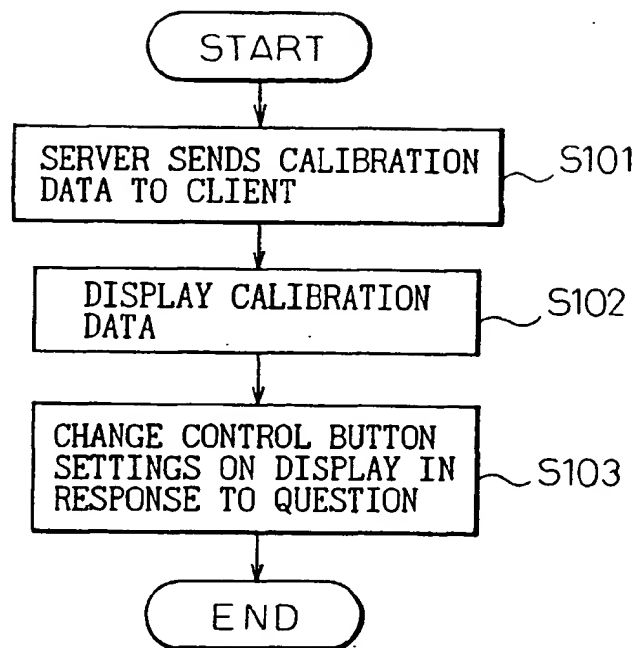 START
SERVER SENDS CALIBRATION
DATA TO CLIENT
S101
DISPLAY CALIBRATION
DATA
S102
CHANGE CONTROL BUTTON
SETTINGS ON DISPLAY IN
RESPONSE TO QUESTION
S103
END